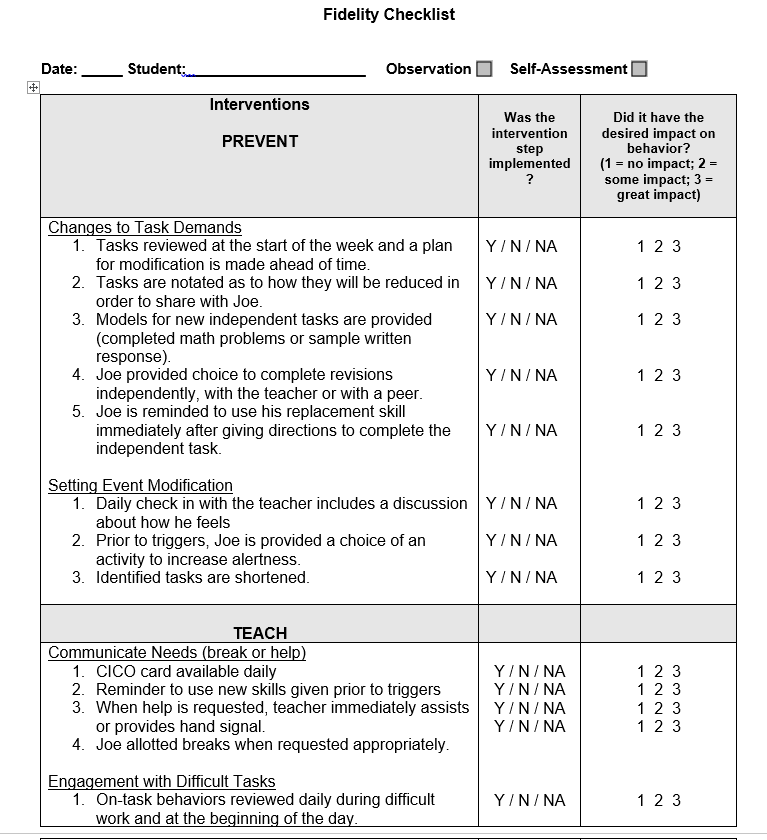 Fidelity Checklist
Date: _____ Student:____________________ Observation Self-Assessment
Interventions
PREVENT
Was the
intervention
step
implemented
?
Did it have the
desired impact on
behavior?
(1 = no impact; 2 =
some impact; 3 =
great impact)
Changes to Task Demands
1. Tasks reviewed at the start of the week and a plan Y / N / NA 1 2 3
for modification is made ahead of time.
2. Tasks are notated as to how they will be reduced in Y / N / NA 1 2 3
order to share with Joe.
3. Models for new independent tasks are provided Y / N / NA 1 2 3
(completed math problems or sample written
response).
4. Joe provided choice to complete revisions Y / N / NA 1 2 3
independently, with the teacher or with a peer.
5. Joe is reminded to use his replacement skill
immediately after giving directions to complete the Y / N / NA 1 2 3
independent task.
Setting Event Modification
1. Daily check in with the teacher includes a discussion Y / N / NA 1 2 3
about how he feels
2. Prior to triggers, Joe is provided a choice of an Y / N / NA 1 2 3
activity to increase alertness.
3. Identified tasks are shortened. Y / N / NA 1 2 3
TEACH
Communicate Needs (break or help)
1. CICO card available daily Y / N / NA 1 2 3
2. Reminder to use new skills given prior to triggers Y / N / NA 1 2 3
3. When help is requested, teacher immediately assists Y / N / NA 1 2 3
or provides hand signal. Y / N / NA 1 2 3
4. Joe allotted breaks when requested appropriately.
Engagement with Difficult Tasks
1. On-task behaviors reviewed daily during difficult Y / N / NA 1 2 3
work and at the beginning of the day.